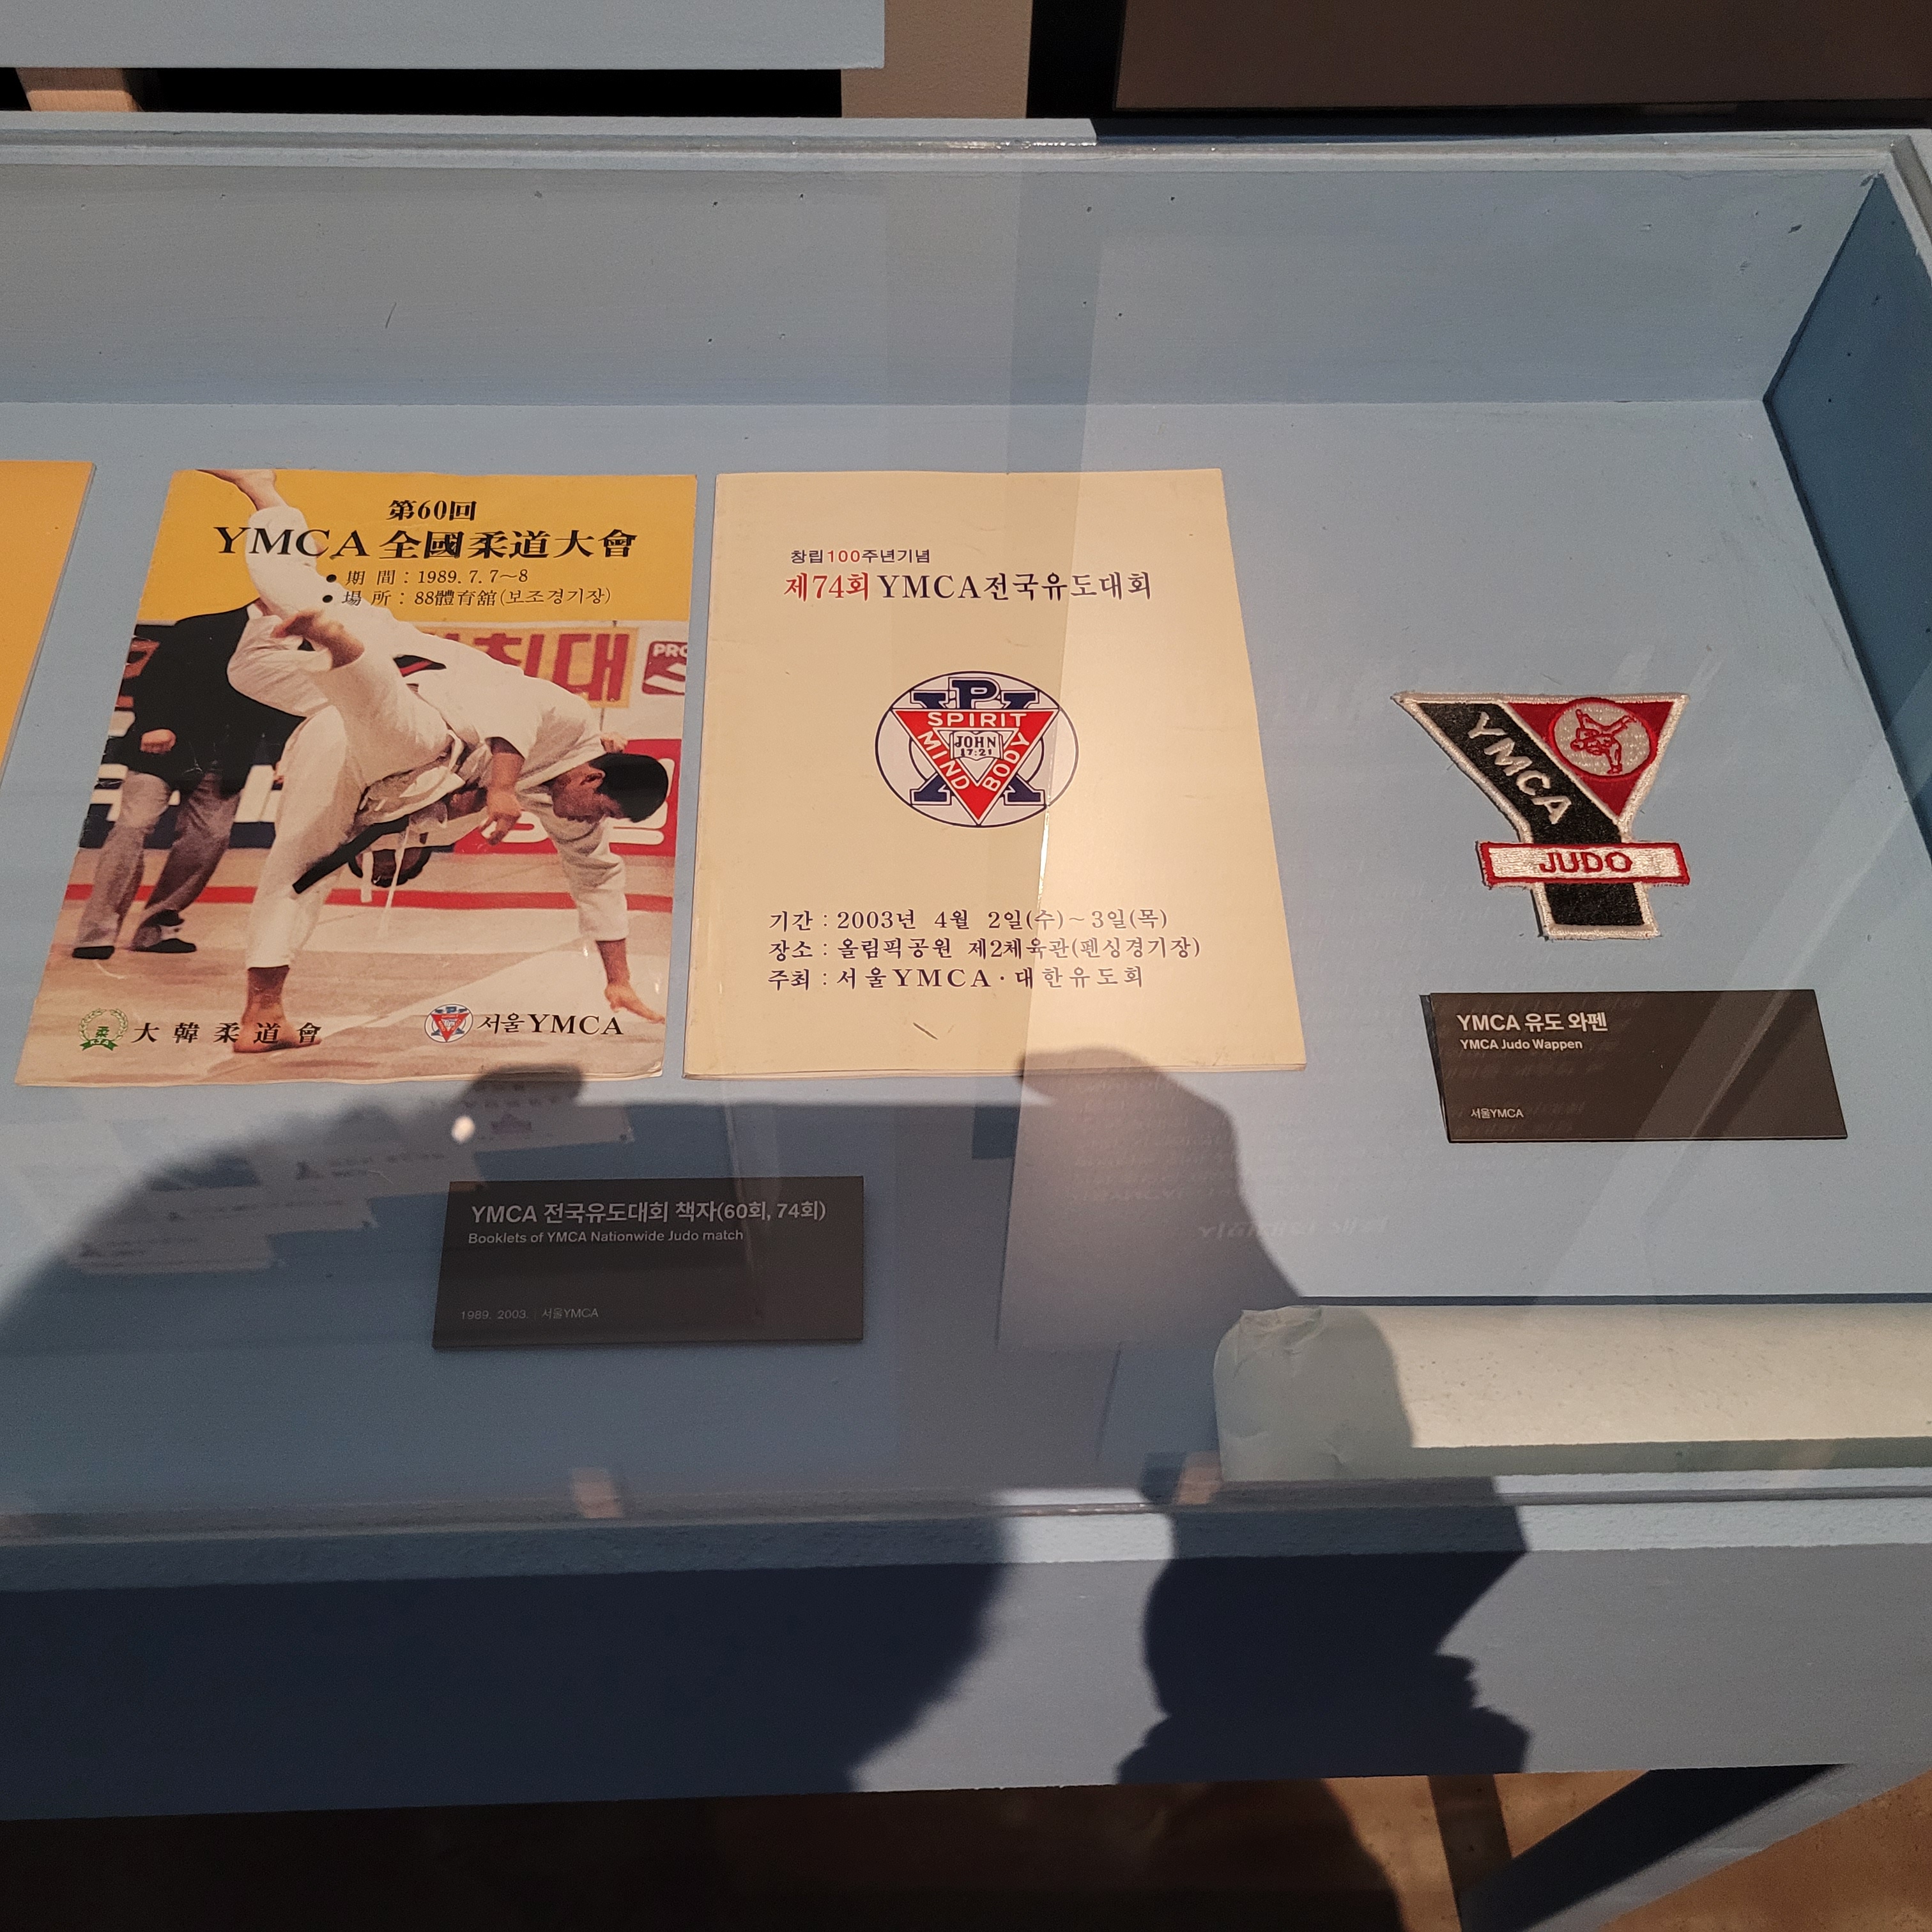 第60回
YMCA 全國柔道大會
● 期 間 : 1989. 7. 7～8
● 場 所 : 88體育舘(보조경기장)
침대
PRO
大韓柔道會
서울YMCA
창립100주년기념
제74회 YMCA전국유도대회
SPIRIT
MIND
BODY
JOHN
17:21
기간 : 2003년 4월 2일(수)~3일(목)
장소 : 올림픽공원 제2체육관(펜싱경기장)
주최 : 서울YMCA·대한유도회
YMCA
JUDO
YMCA 유도 와펜
YMCA Judo Wappen
서울YMCA
YMCA 전국유도대회 책자(60회, 74회)
Booklets of YMCA Nationwide Judo match
1989. 2003. | 서울YMCA